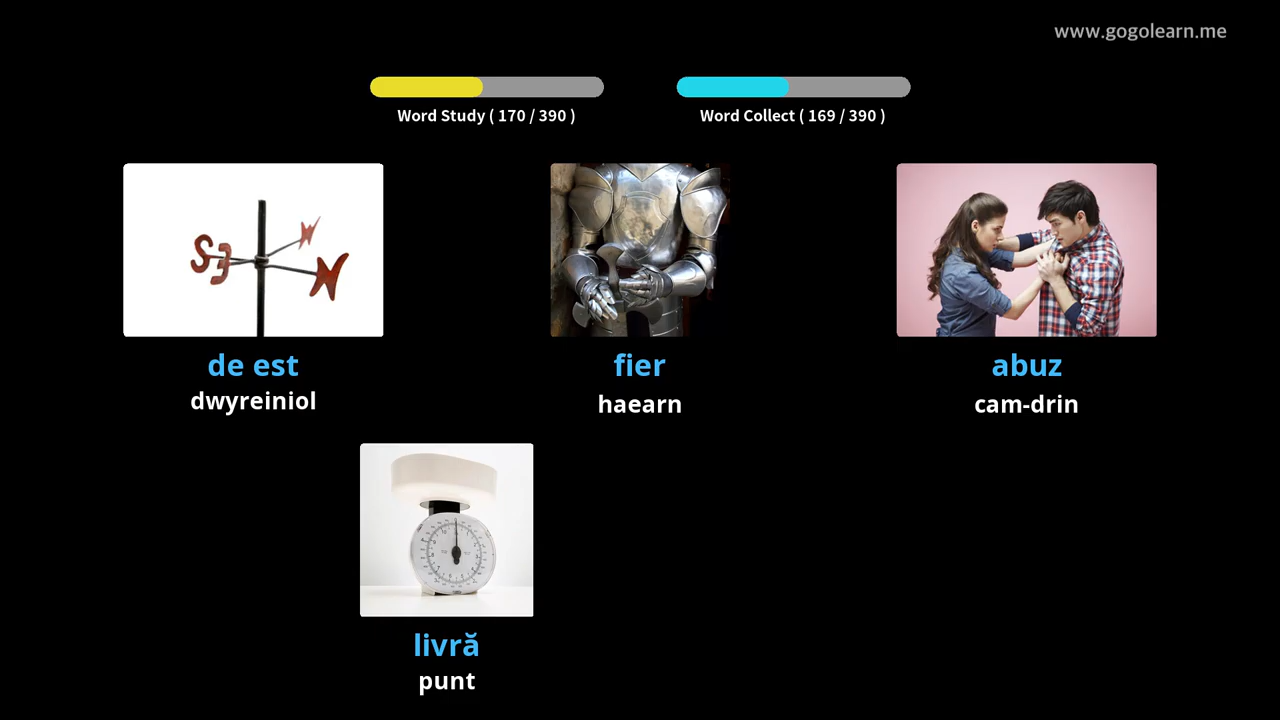 www.gogolearn.me
Word Study ( 170 / 390 )
Word Collect ( 169 / 390 )
de est
dwyreiniol
fier
haearn
abuz
cam-drin
livră
punt